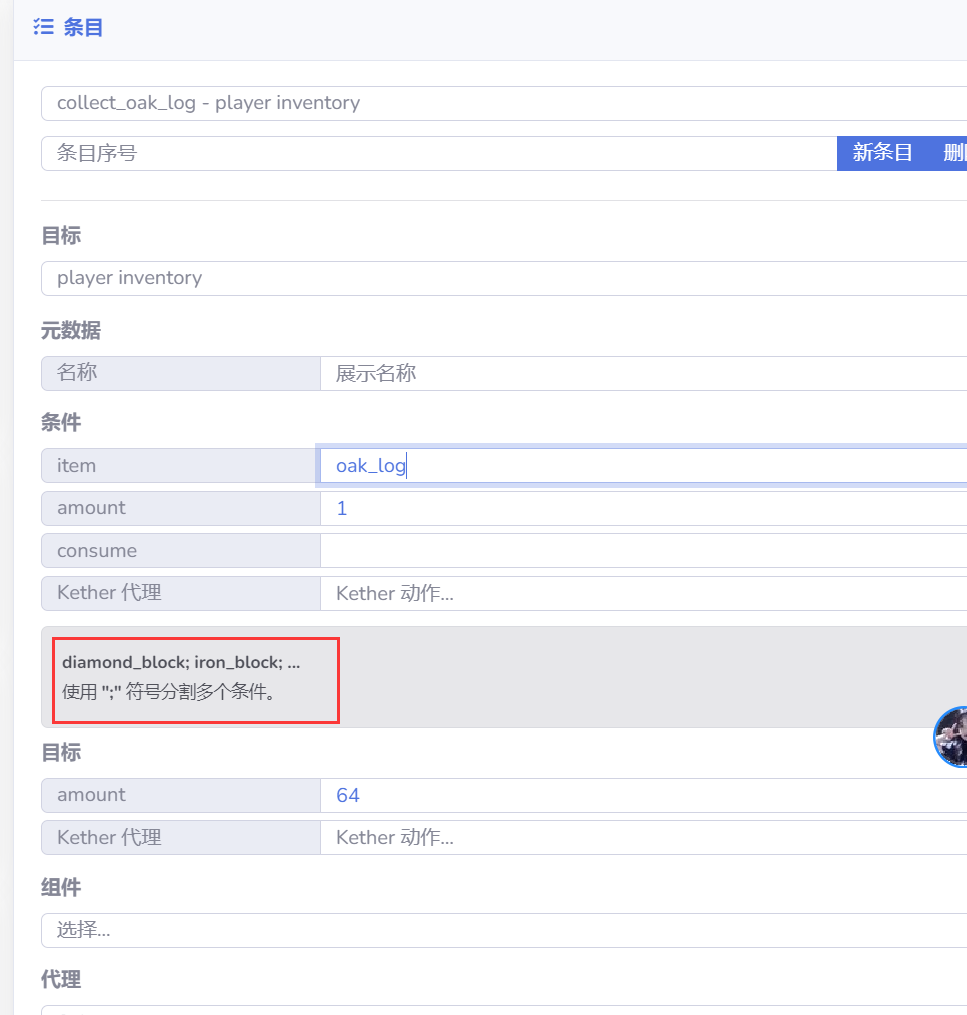 条目
collect_oak_log - player inventory
条目序号 新条目
目标
player inventory
元数据
名称 展示名称
条件
item oak_log
amount 1
consume
Kether 代理 Kether 动作...
diamond_block; iron_block; ...
使用 ";" 符号分割多个条件。
目标
amount 64
Kether 代理 Kether 动作...
组件
选择...
代理